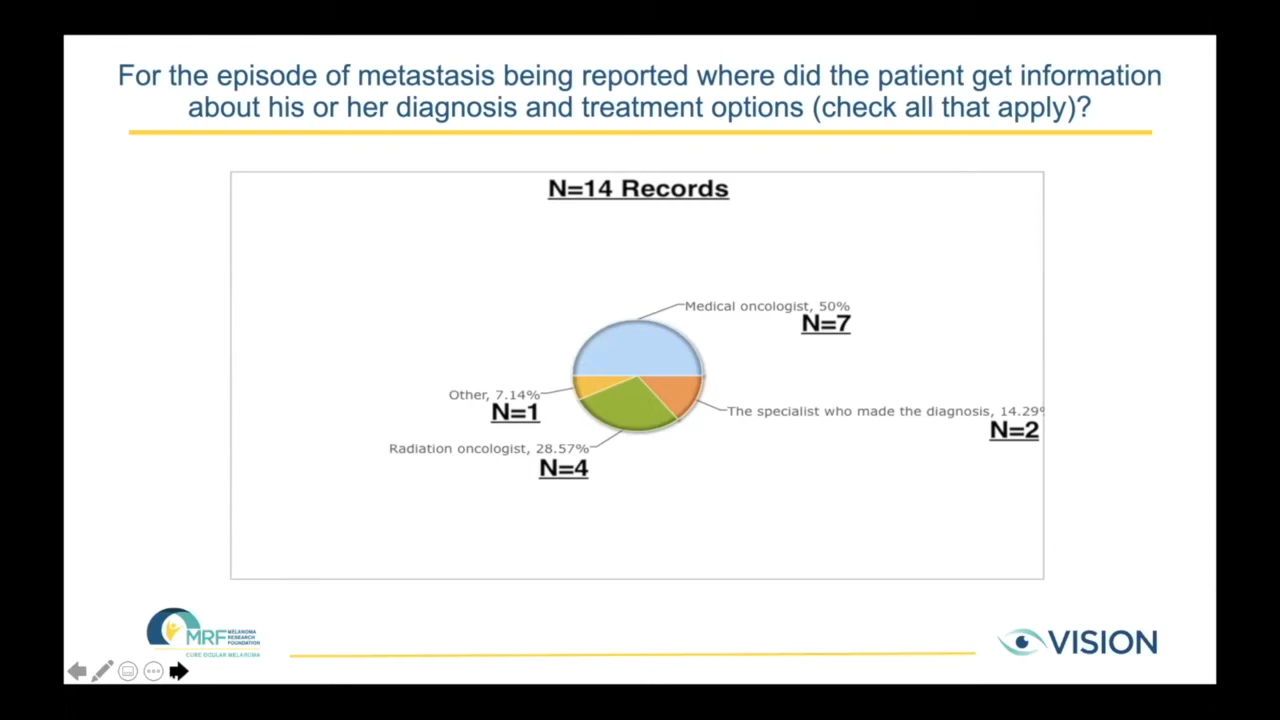 For the episode of metastasis being reported where did the patient get information
about his or her diagnosis and treatment options (check all that apply)?
N=14 Records
Medical oncologist, 50%
N=7
Other, 7.14%
N=1
The specialist who made the diagnosis, 14.29%
N=2
Radiation oncologist, 28.57%
N=4
MRF MELANOMA
RESEARCH
FOUNDATION
CURE OCULAR MELANOMA
VISION